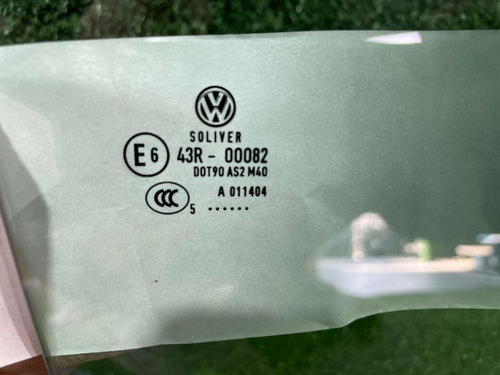 SOLIVER
E6 43R - 00082
DOT90 AS2 M40
CCC A 011404
5 ......